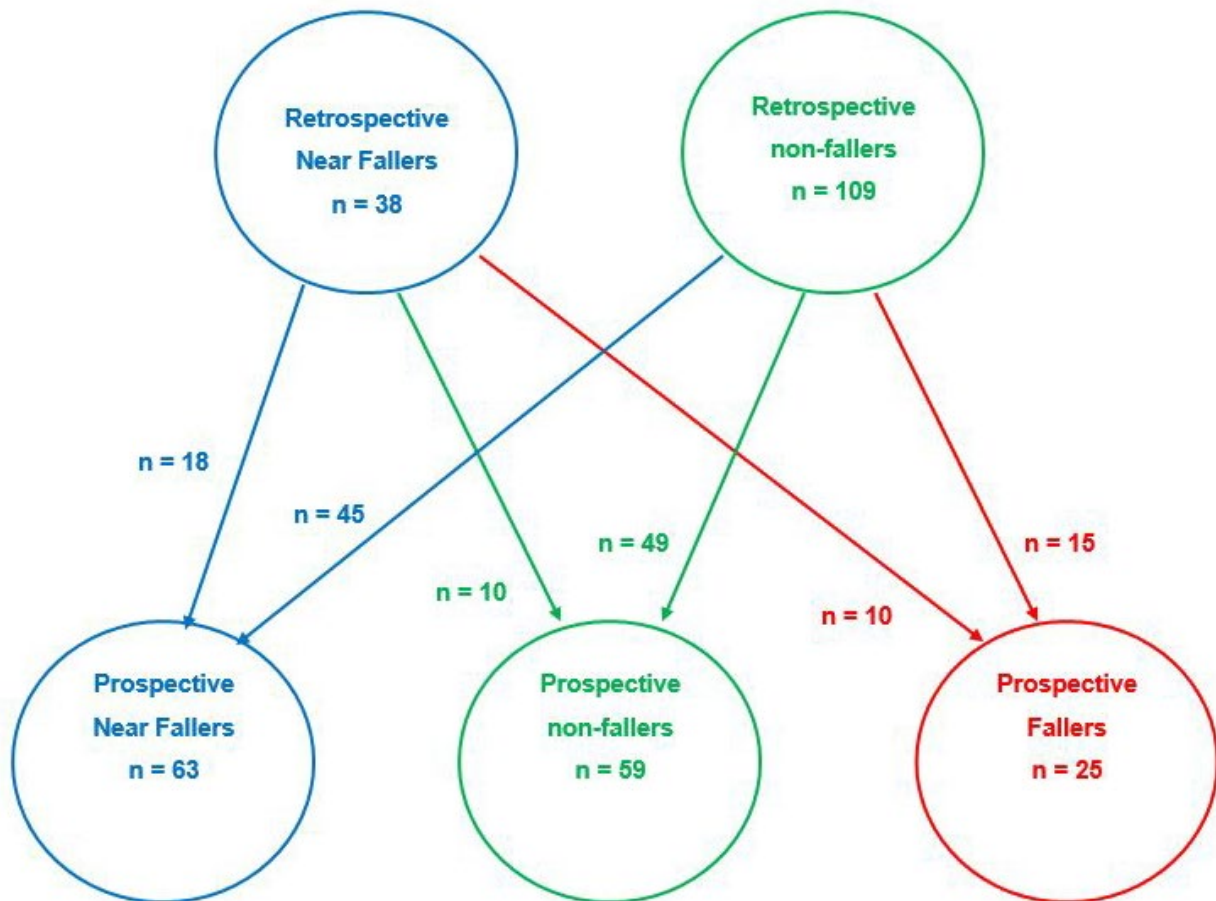 Retrospective
Near Fallers
n = 38
Retrospective
non-fallers
n = 109
n = 18
n = 45
n = 10
n = 49
n = 10
n = 15
Prospective
Near Fallers
n = 63
Prospective
non-fallers
n = 59
Prospective
Fallers
n = 25